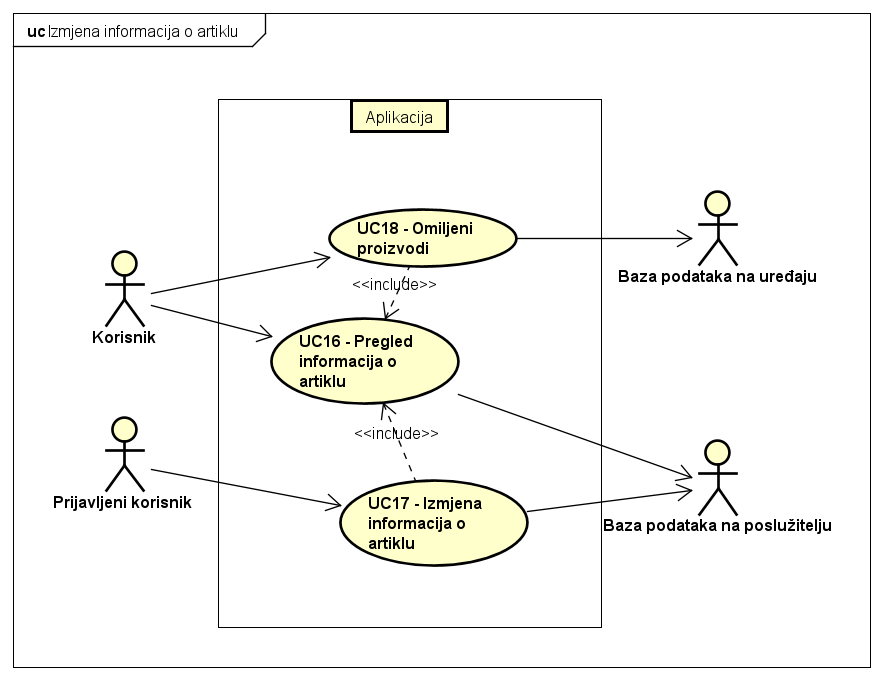 uc Izmjena informacija o artiklu
Aplikacija
UC18 - Omiljeni
proizvodi
Baza podataka na uređaju
<<include>>
Korisnik
UC16 - Pregled
informacija o
artiklu
<<include>>
Prijavljeni korisnik
UC17 - Izmjena
informacija o
artiklu
Baza podataka na poslužitelju